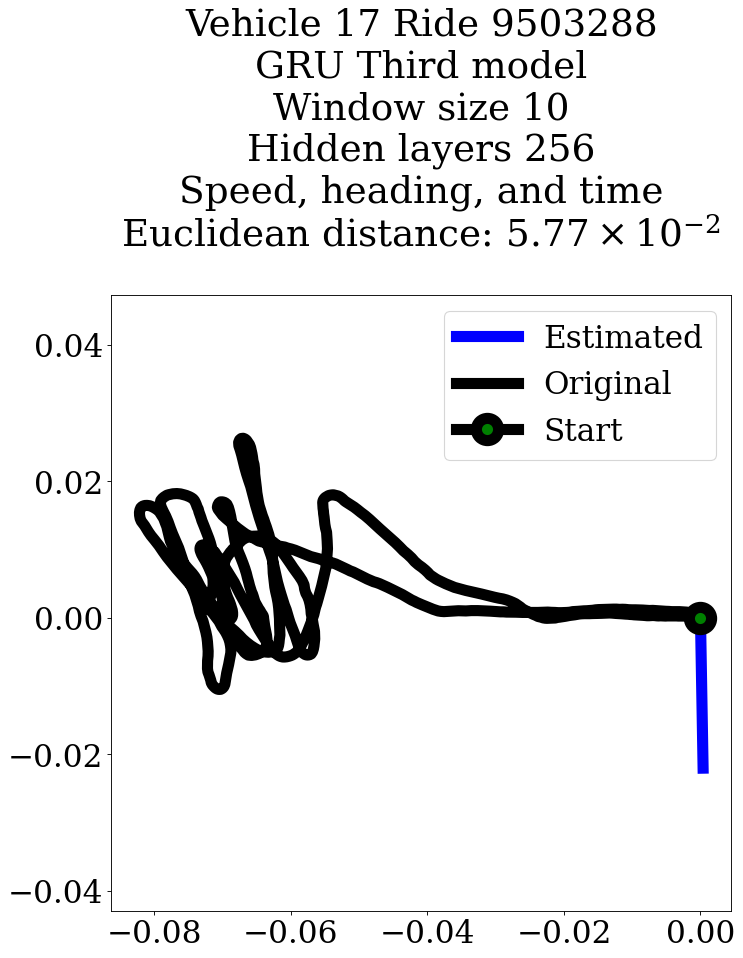 Vehicle 17 Ride 9503288
GRU Third model
Window size 10
Hidden layers 256
Speed, heading, and time
Euclidean distance: 5.77 × 10⁻²
Estimated
Original
Start
0.04
0.02
0.00
−0.02
−0.04
−0.08 −0.06 −0.04 −0.02 0.00